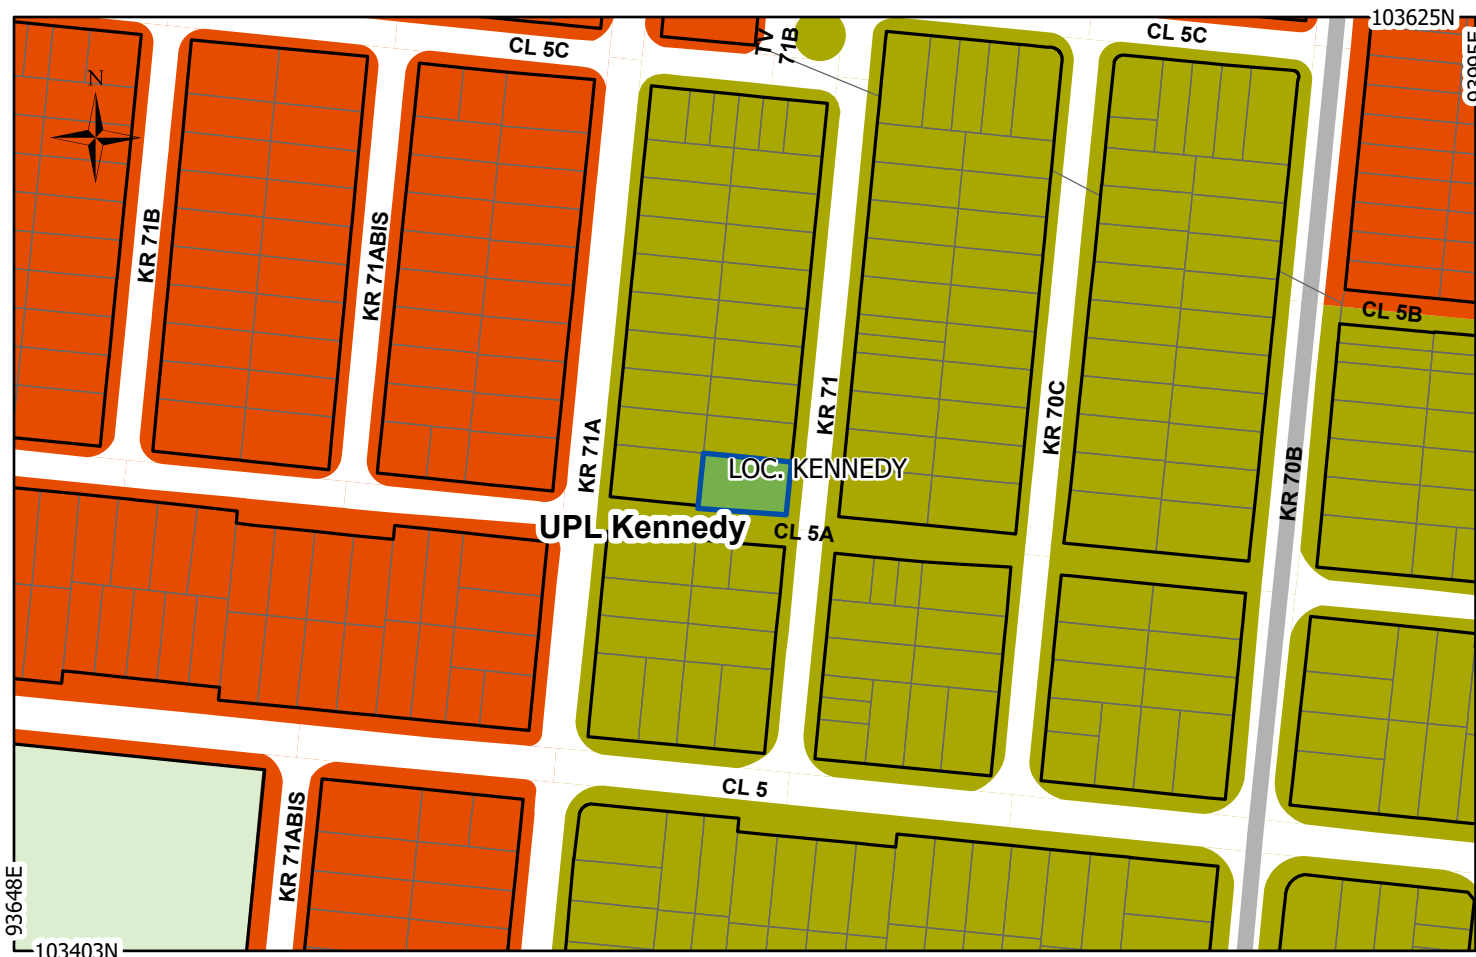 103625N
CL 5C
TV 71B
CL 5C
93995E
N
KR 71B
KR 71ABIS
CL 5B
KR 71A
KR 71
KR 70C
KR 70B
LOC. KENNEDY
UPL Kennedy
CL 5A
CL 5
KR 71ABIS
93648E
103403N